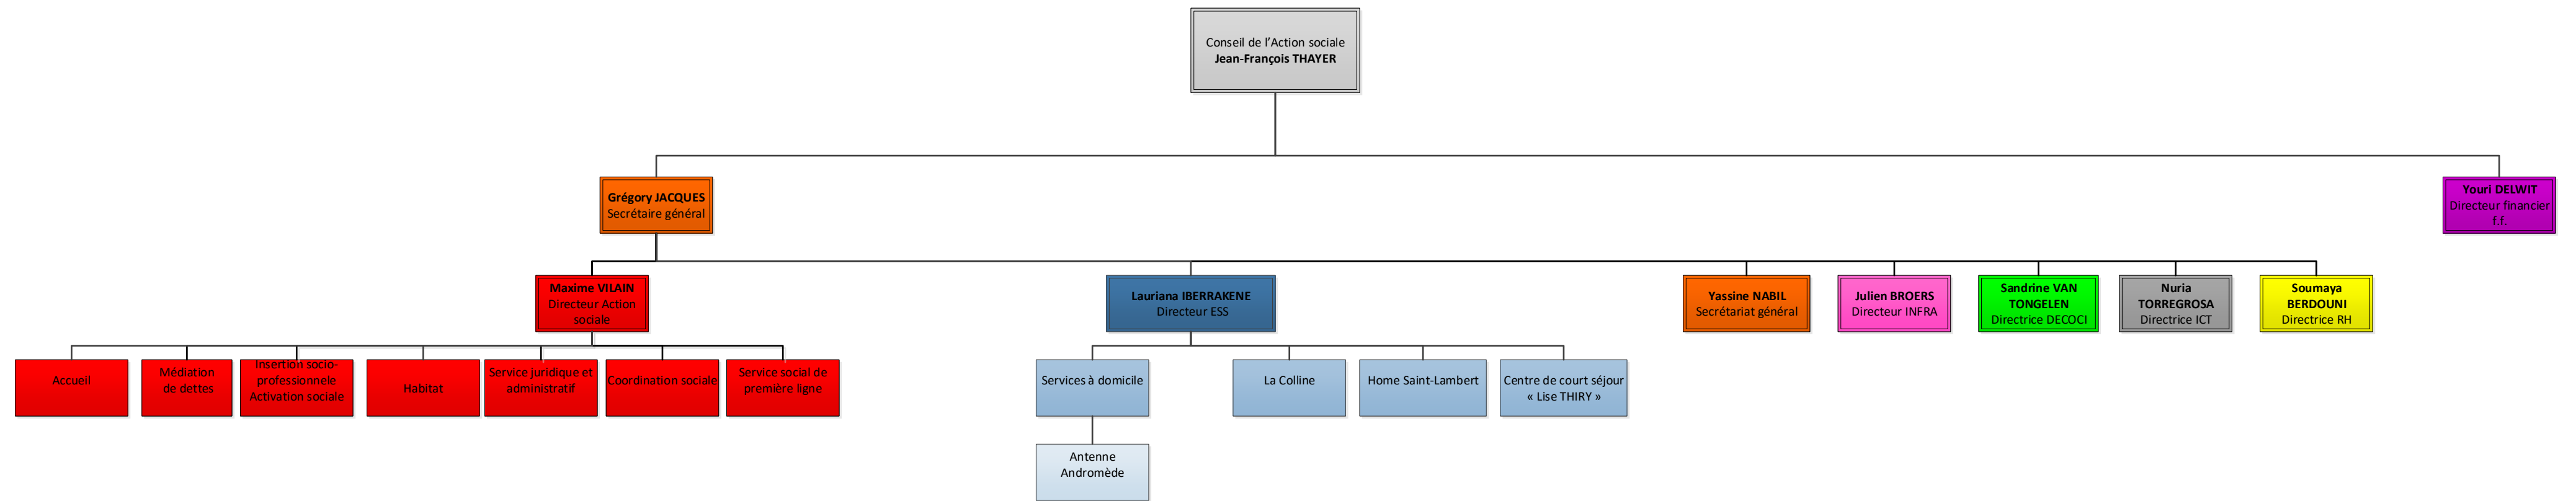 Conseil de l’Action sociale
Jean-François THAYER
Grégory JACQUES
Secrétaire général
Youri DELWIT
Directeur financier
f.f.
Maxime VILAIN
Directeur Action
sociale
Lauriana IBERRAKENE
Directeur ESS
Yassine NABIL
Secrétariat général
Julien BROERS
Directeur INFRA
Sandrine VAN
TONGELEN
Directrice DECOCI
Nuria
TORREGROSA
Directrice ICT
Soumaya
BERDOUNI
Directrice RH
Accueil
Médiation
de dettes
Insertion socio-
professionnele
Activation sociale
Habitat
Service juridique et
administratif
Coordination sociale
Service social de
première ligne
Services à domicile
La Colline
Home Saint-Lambert
Centre de court séjour
« Lise THIRY »
Antenne
Andromède